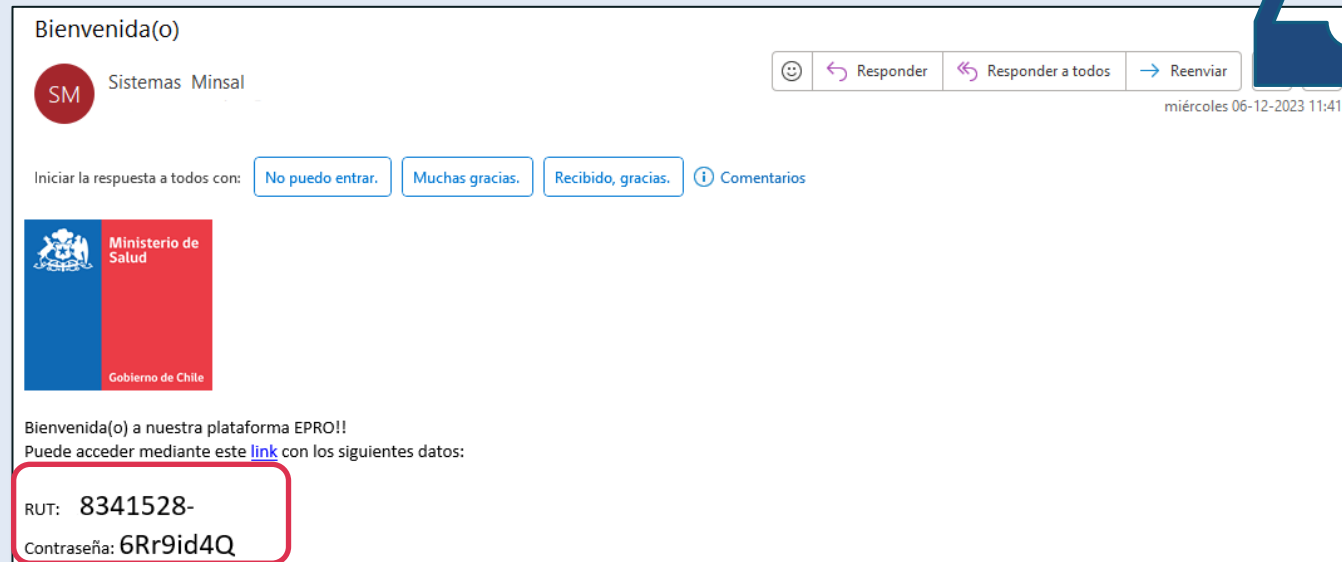 Bienvenida(o)
SM
Sistemas Minsal
Responder
Responder a todos
Reenviar
miércoles 06-12-2023 11:41
Iniciar la respuesta a todos con:
No puedo entrar.
Muchas gracias.
Recibido, gracias.
Comentarios
Ministerio de
Salud
Gobierno de Chile
Bienvenida(o) a nuestra plataforma EPRO!!
Puede acceder mediante este link con los siguientes datos:
RUT: 8341528-
Contraseña: 6Rr9id4Q